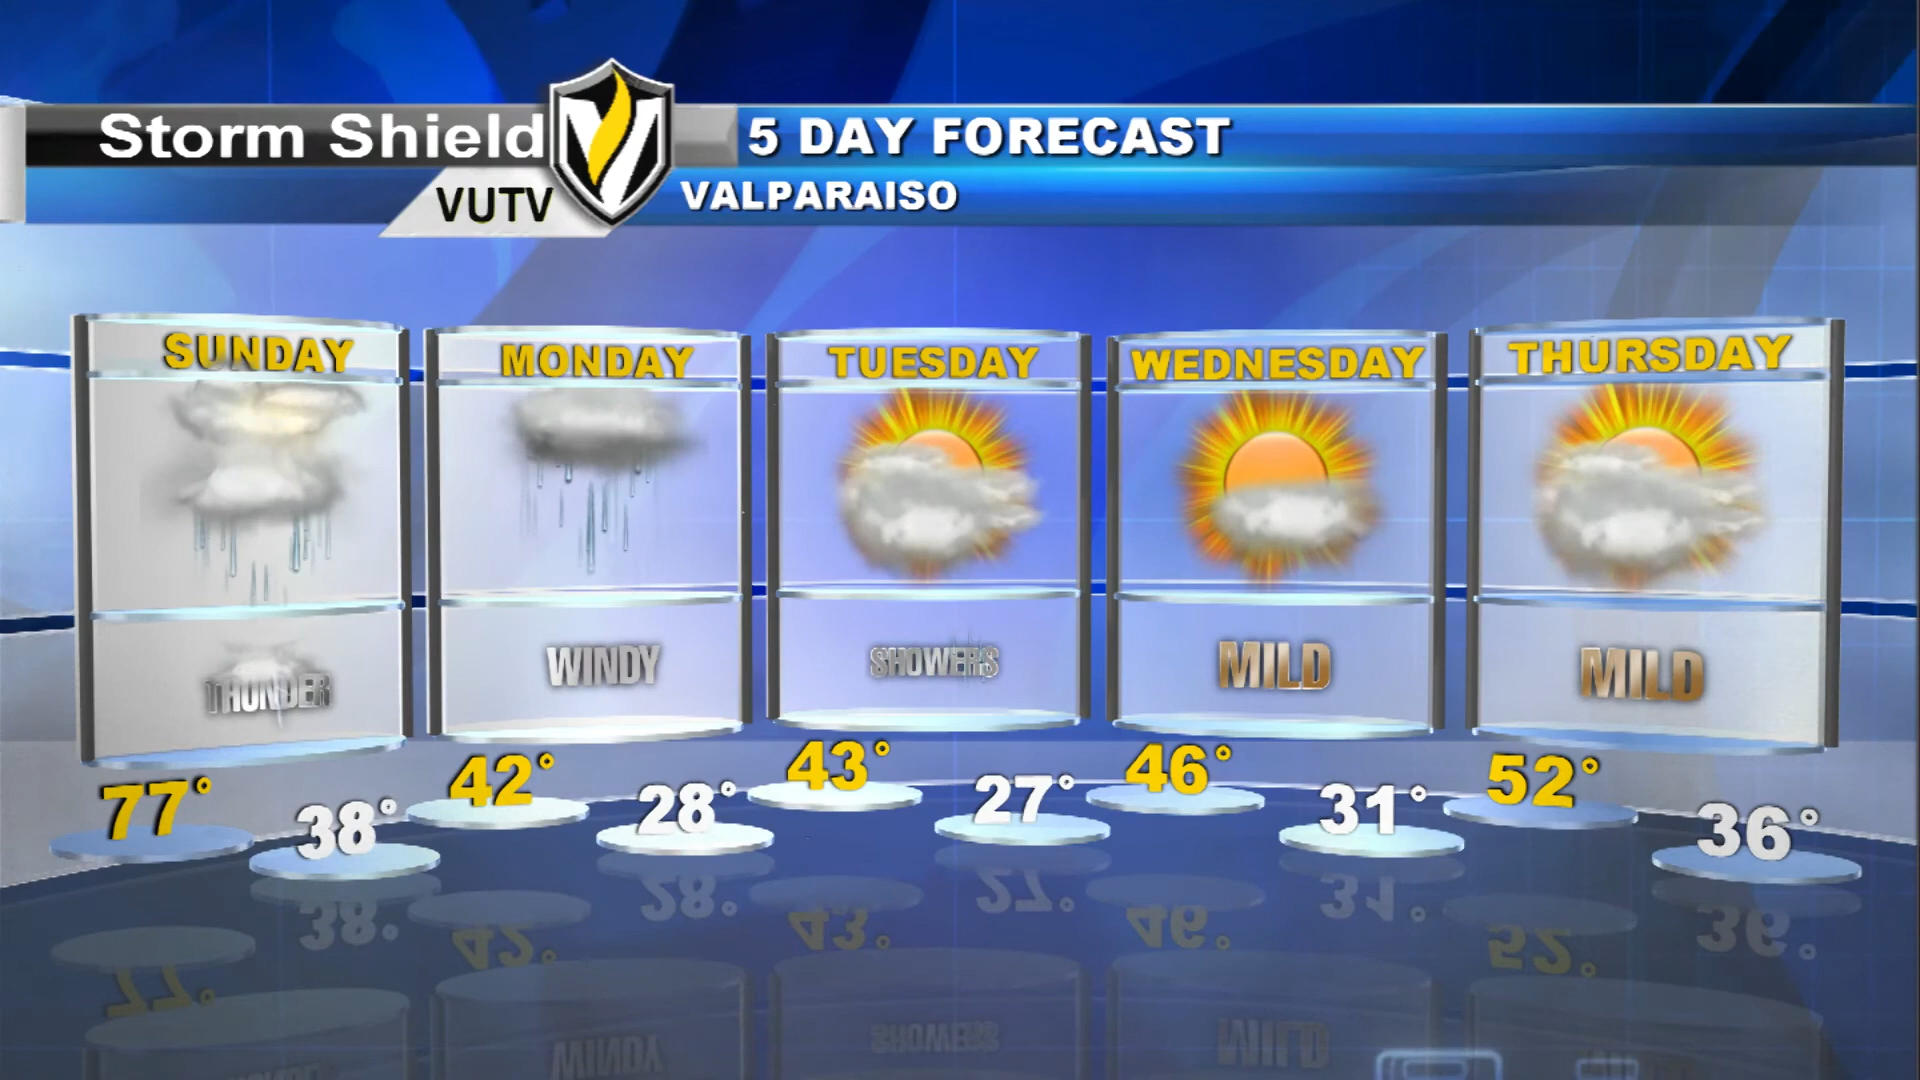 Storm Shield
VUTV
5 DAY FORECAST
VALPARAISO
SUNDAY
THUNDER
77° 38°
MONDAY
WINDY
42° 28°
TUESDAY
SHOWERS
43° 27°
WEDNESDAY
MILD
46° 31°
THURSDAY
MILD
52° 36°